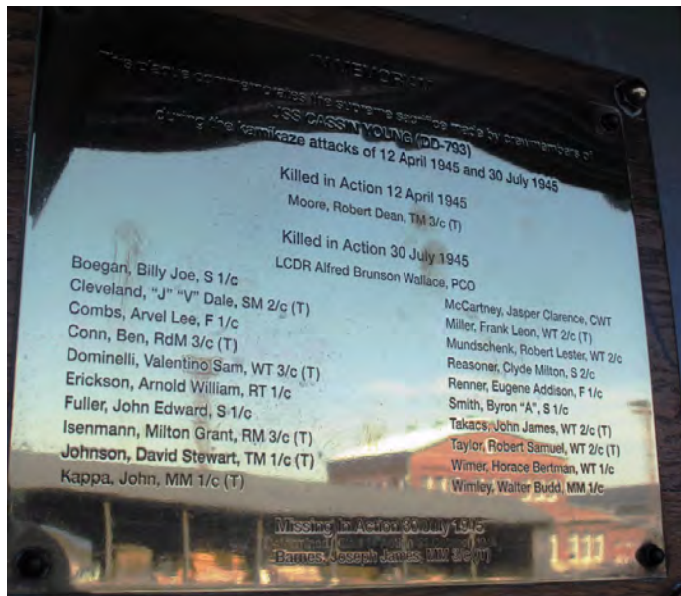 IN MEMORIAM
This plaque commemorates the supreme sacrifice made by crewmembers of
USS CASSIN YOUNG (DD-793)
during the kamikaze attacks of 12 April 1945 and 30 July 1945
Killed in Action 12 April 1945
Moore, Robert Dean, TM 3/c (T)
Killed in Action 30 July 1945
LCDR Alfred Brunson Wallace, PCO
Boegan, Billy Joe, S 1/c
Cleveland, "J" "V" Dale, SM 2/c (T)
Combs, Arvel Lee, F 1/c
Conn, Ben, RdM 3/c (T)
Dominelli, Valentino Sam, WT 3/c (T)
Erickson, Arnold William, RT 1/c
Fuller, John Edward, S 1/c
Isenmann, Milton Grant, RM 3/c (T)
Johnson, David Stewart, TM 1/c (T)
Kappa, John, MM 1/c (T)
McCartney, Jasper Clarence, CWT
Miller, Frank Leon, WT 2/c (T)
Mundschenk, Robert Lester, WT 2/c
Reasoner, Clyde Milton, S 2/c
Renner, Eugene Addison, F 1/c
Smith, Byron "A", S 1/c
Takacs, John James, WT 2/c (T)
Taylor, Robert Samuel, WT 2/c (T)
Wimer, Horace Bertman, WT 1/c
Wimley, Walter Budd, MM 1/c
Missing in Action 30 July 1945
Barnes, Joseph James, MM 3/c (T)